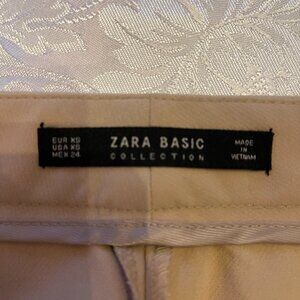 EUR XS
USA XS
MEX 24
ZARA BASIC
COLLECTION
MADE
IN
VIETNAM